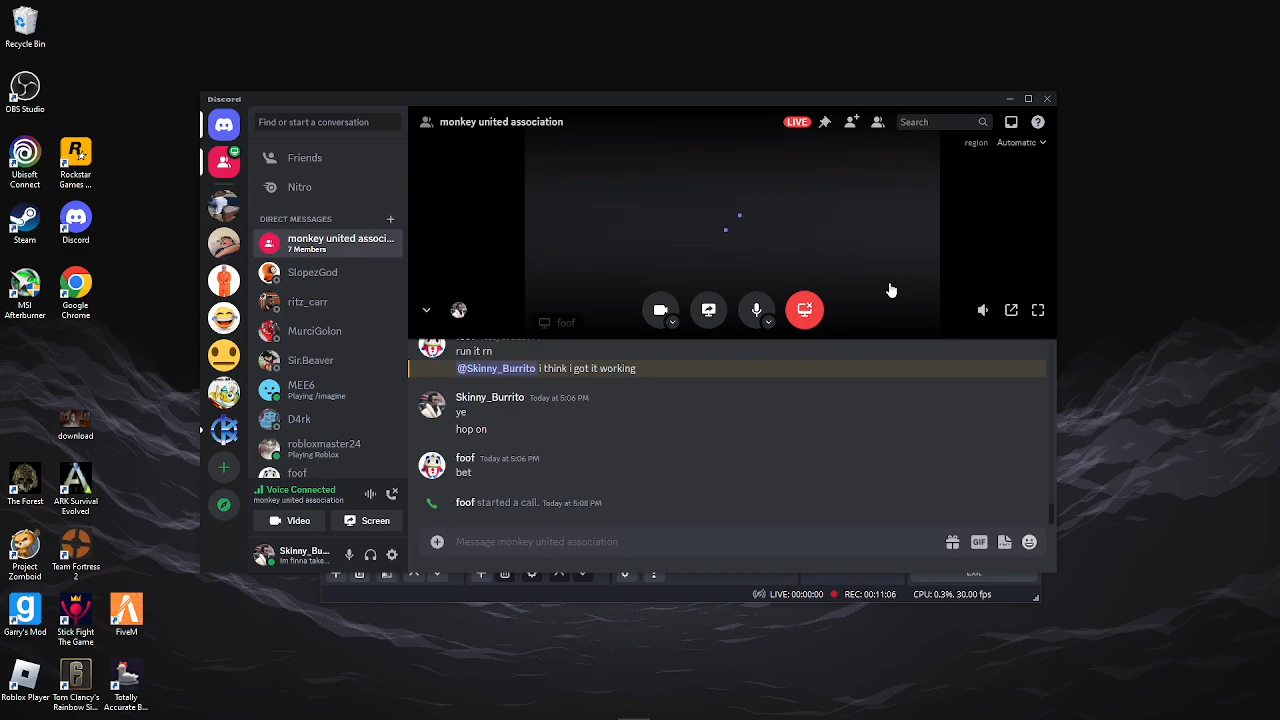 Recycle Bin
OBS Studio
Ubisoft
Connect
Rockstar
Games ...
Steam
Discord
MSI
Afterburner
Google
Chrome
download
The Forest
ARK Survival
Evolved
Project
Zomboid
Team Fortress
2
Garry's Mod
Stick Fight
The Game
FiveM
Roblox Player
Tom Clancy's
Rainbow Si...
Totally
Accurate B...
Discord
Find or start a conversation
Friends
Nitro
DIRECT MESSAGES
monkey united associ...
7 Members
SlopezGod
ritz_carr
MurciGolon
Sir.Beaver
MEE6
Playing /imagine
D4rk
robloxmaster24
Playing Roblox
foof
Voice Connected
monkey united association
Video
Screen
Skinny_Bu...
Im finna take...
monkey united association
LIVE
Search
region
Automatic
foof
run it rn
@Skinny_Burrito i think i got it working
Skinny_Burrito Today at 5:06 PM
ye
hop on
foof Today at 5:06 PM
bet
foof started a call. Today at 5:08 PM
Message monkey united association
GIF
LIVE: 00:00:00
REC: 00:11:06
CPU: 0.3%, 30.00 fps